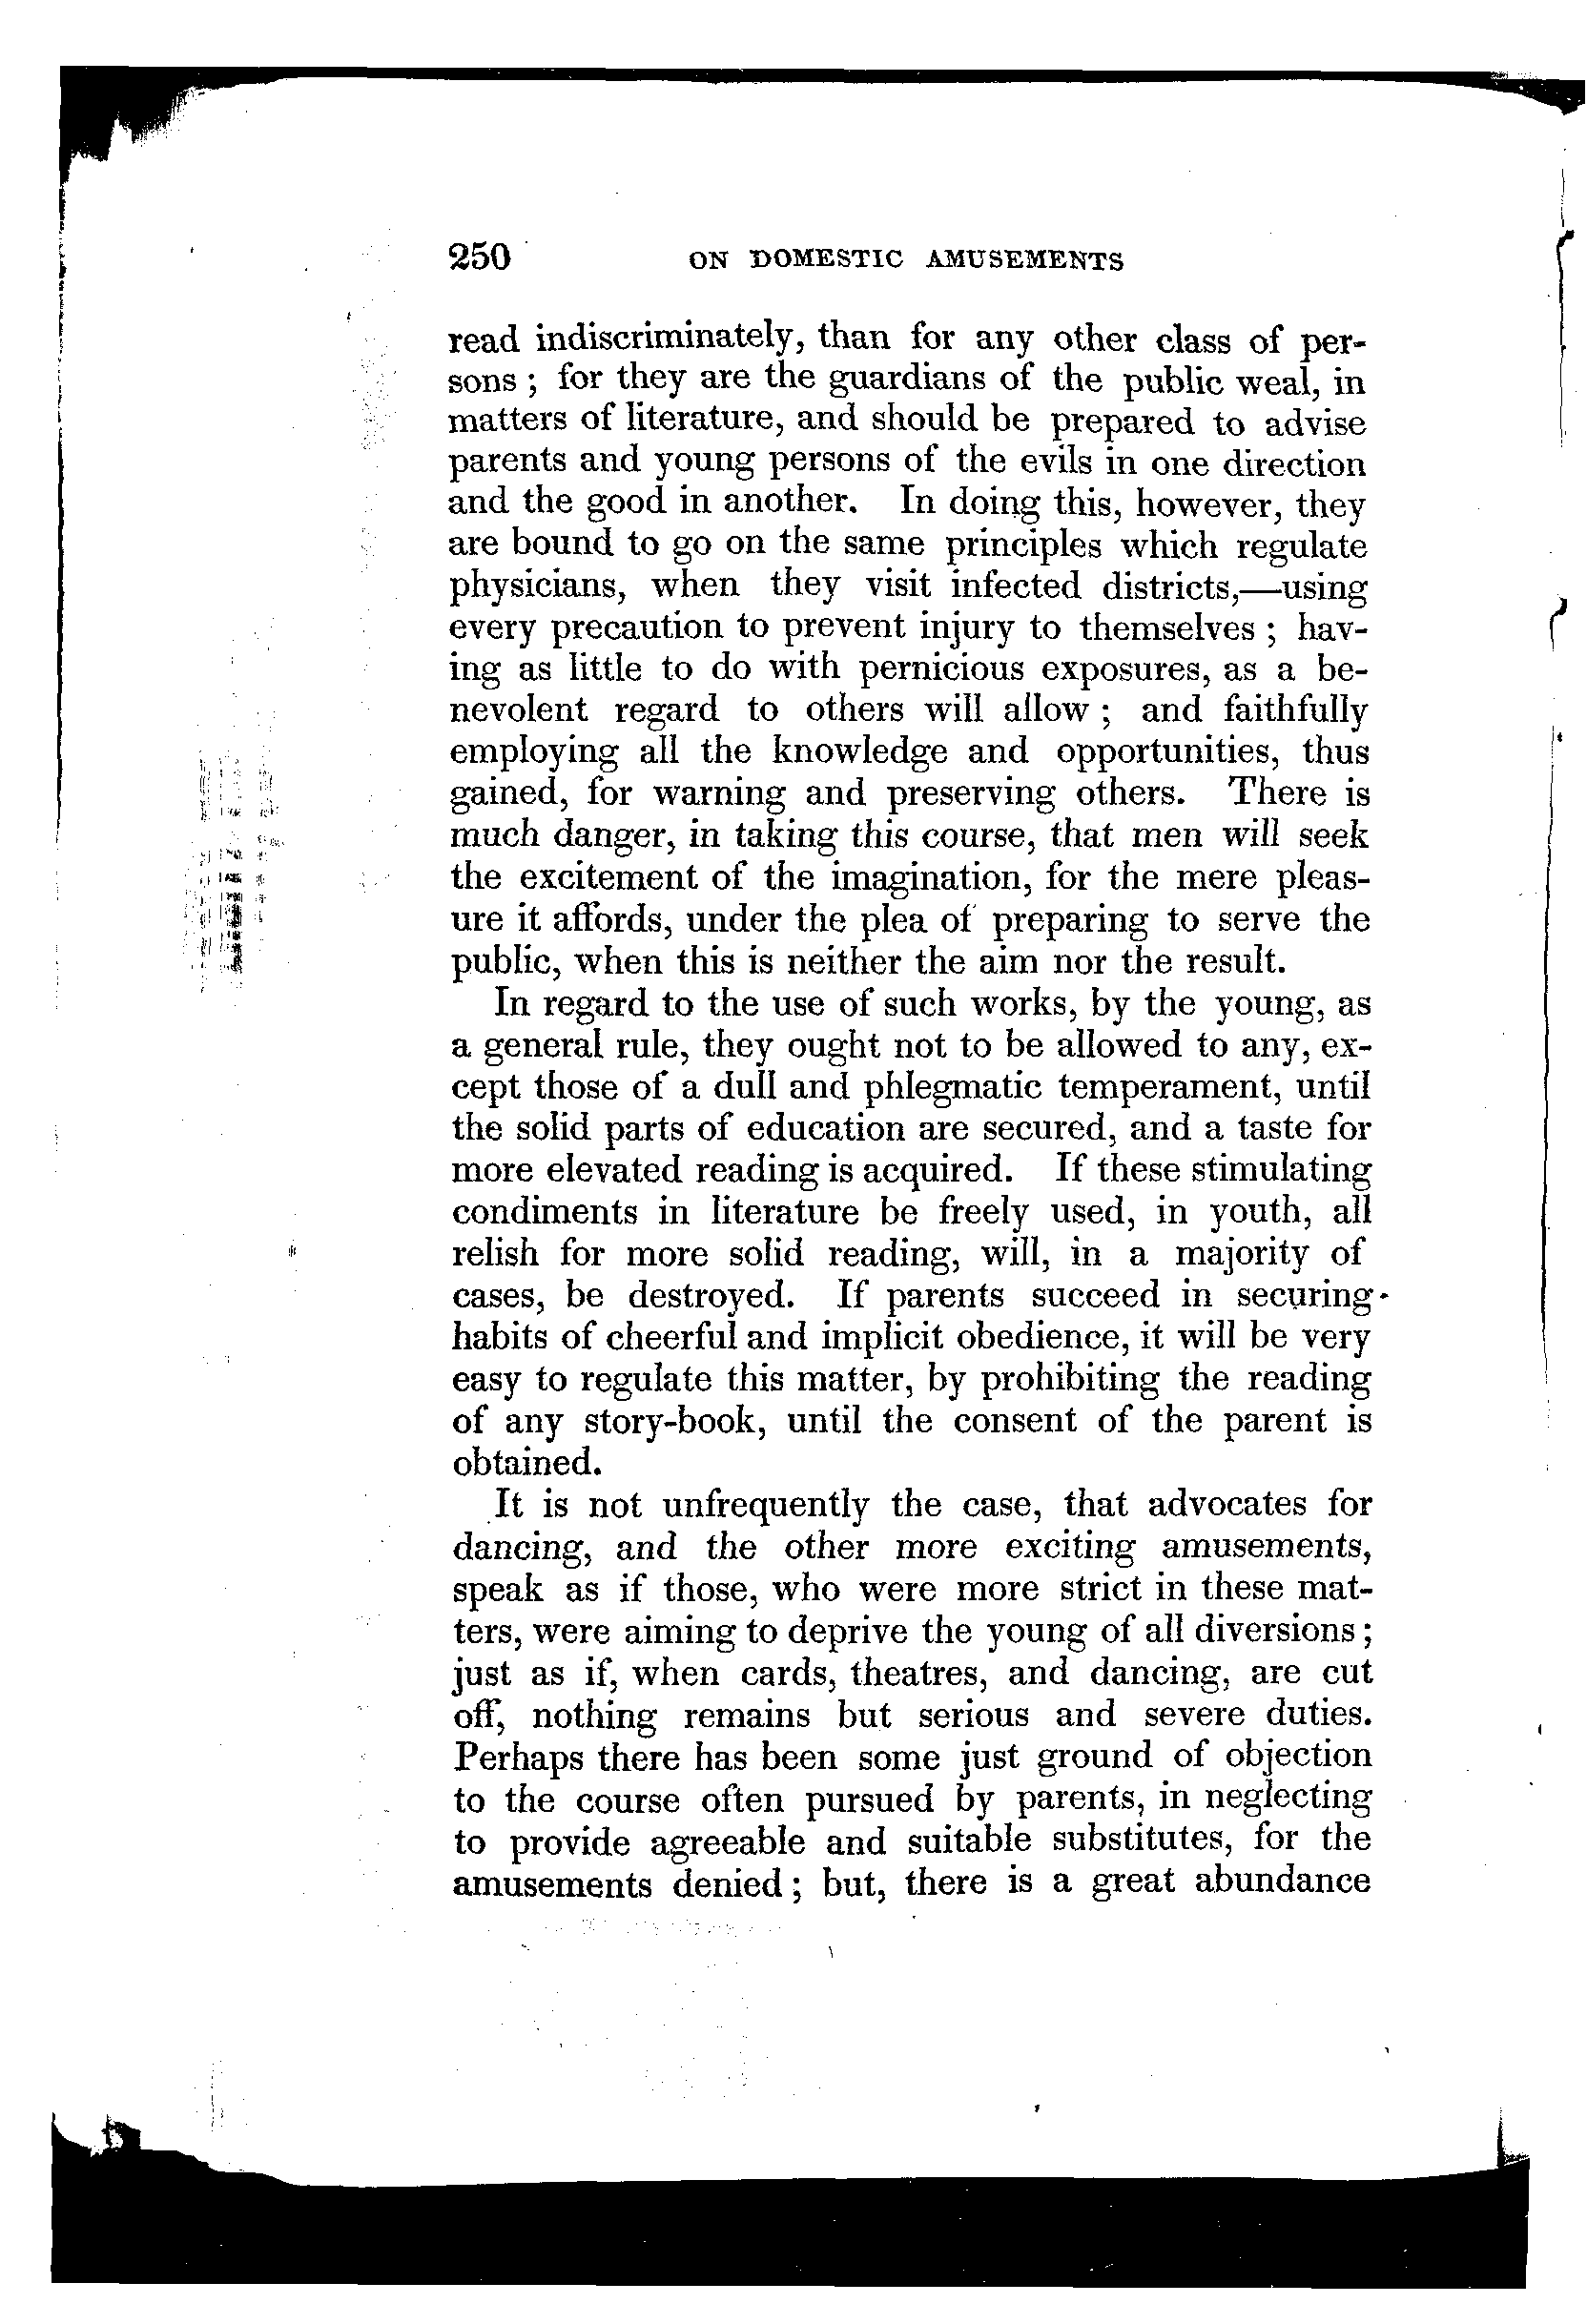 250 ON DOMESTIC AMUSEMENTS
read indiscriminately, than for any other class of per-
sons ; for they are the guardians of the public weal, in
matters of literature, and should be prepared to advise
parents and young persons of the evils in one direction
and the good in another. In doing this, however, they
are bound to go on the same principles which regulate
physicians, when they visit infected districts,—using
every precaution to prevent injury to themselves ; hav-
ing as little to do with pernicious exposures, as a be-
nevolent regard to others will allow ; and faithfully
employing all the knowledge and opportunities, thus
gained, for warning and preserving others. There is
much danger, in taking this course, that men will seek
the excitement of the imagination, for the mere pleas-
ure it affords, under the plea of preparing to serve the
public, when this is neither the aim nor the result.
In regard to the use of such works, by the young, as
a general rule, they ought not to be allowed to any, ex-
cept those of a dull and phlegmatic temperament, until
the solid parts of education are secured, and a taste for
more elevated reading is acquired. If these stimulating
condiments in literature be freely used, in youth, all
relish for more solid reading, will, in a majority of
cases, be destroyed. If parents succeed in securing
habits of cheerful and implicit obedience, it will be very
easy to regulate this matter, by prohibiting the reading
of any story-book, until the consent of the parent is
obtained.
It is not unfrequently the case, that advocates for
dancing, and the other more exciting amusements,
speak as if those, who were more strict in these mat-
ters, were aiming to deprive the young of all diversions ;
just as if, when cards, theatres, and dancing, are cut
off, nothing remains but serious and severe duties.
Perhaps there has been some just ground of objection
to the course often pursued by parents, in neglecting
to provide agreeable and suitable substitutes, for the
amusements denied ; but, there is a great abundance